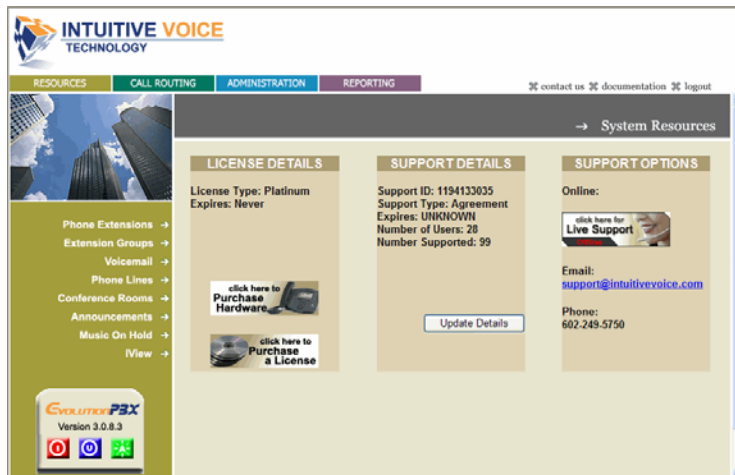 INTUITIVE VOICE
TECHNOLOGY
RESOURCES CALL ROUTING ADMINISTRATION REPORTING
contact us documentation logout
→ System Resources
LICENSE DETAILS
License Type: Platinum
Expires: Never
click here to
Purchase
Hardware
click here to
Purchase
a License
SUPPORT DETAILS
Support ID: 1194133035
Support Type: Agreement
Expires: UNKNOWN
Number of Users: 28
Number Supported: 99
Update Details
SUPPORT OPTIONS
Online:
click here for
Live Support
Offline
Email:
support@intuitivevoice.com
Phone:
602-249-5750
Phone Extensions →
Extension Groups →
Voicemail →
Phone Lines →
Conference Rooms →
Announcements →
Music On Hold →
IView →
EVOLUTIONPBX
Version 3.0.8.3